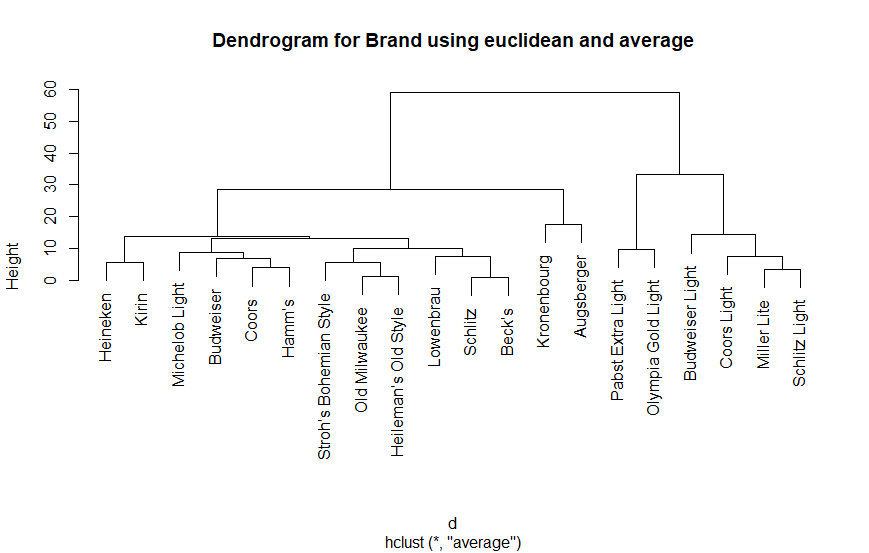 Dendrogram for Brand using euclidean and average
Height
60
50
40
30
20
10
0
Heineken
Kirin
Michelob Light
Budweiser
Coors
Hamm's
Stroh's Bohemian Style
Old Milwaukee
Heileman's Old Style
Lowenbrau
Schlitz
Beck's
Kronenbourg
Augsberger
Pabst Extra Light
Olympia Gold Light
Budweiser Light
Coors Light
Miller Lite
Schlitz Light
d
hclust (*, "average")